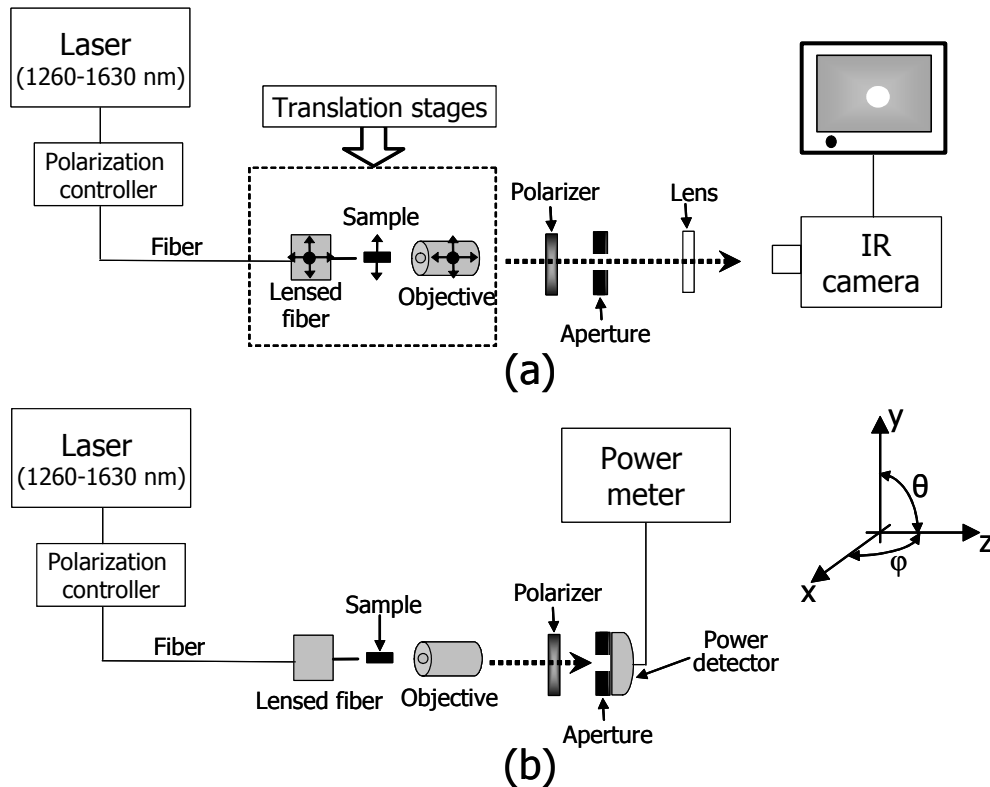 Laser
(1260-1630 nm)
Translation stages
Polarization
controller
Fiber
Sample
Lensed
fiber
Objective
Polarizer
Aperture
Lens
IR
camera
(a)
Laser
(1260-1630 nm)
Power
meter
y
θ
z
φ
x
Polarization
controller
Fiber
Sample
Lensed fiber
Objective
Polarizer
Power
detector
Aperture
(b)